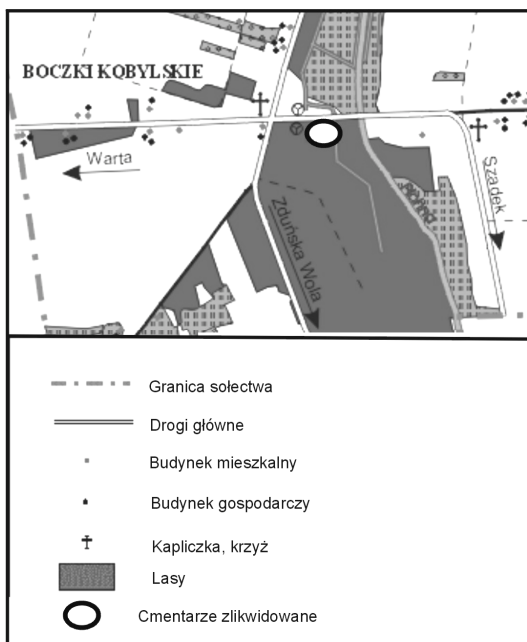 BOCZKI KOBYLSKIE
Warta
Szadek
Zduńska Wola
Granica sołectwa
Drogi główne
Budynek mieszkalny
Budynek gospodarczy
Kapliczka, krzyż
Lasy
Cmentarze zlikwidowane